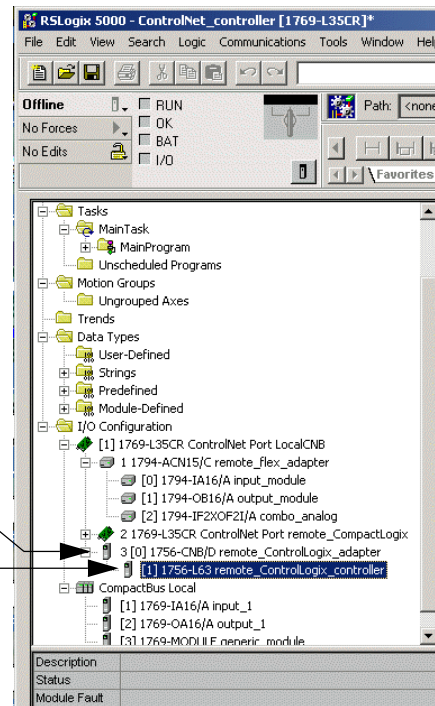 RSLogix 5000 - ControlNet_controller [1769-L35CR]*
File Edit View Search Logic Communications Tools Window Help
Offline
RUN
No Forces
OK
No Edits
BAT
I/O
Path: <none
Favorites
Tasks
MainTask
MainProgram
Unscheduled Programs
Motion Groups
Ungrouped Axes
Trends
Data Types
User-Defined
Strings
Predefined
Module-Defined
I/O Configuration
[1] 1769-L35CR ControlNet Port LocalCNB
1 1794-ACN15/C remote_flex_adapter
[0] 1794-IA16/A input_module
[1] 1794-OB16/A output_module
[2] 1794-IF2XOF2I/A combo_analog
2 1769-L35CR ControlNet Port remote_CompactLogix
3 [0] 1756-CNB/D remote_ControlLogix_adapter
[1] 1756-L63 remote_ControlLogix_controller
CompactBus Local
[1] 1769-IA16/A input_1
[2] 1769-OA16/A output_1
[3] 1769-MODULE generic_module
Description
Status
Module Fault